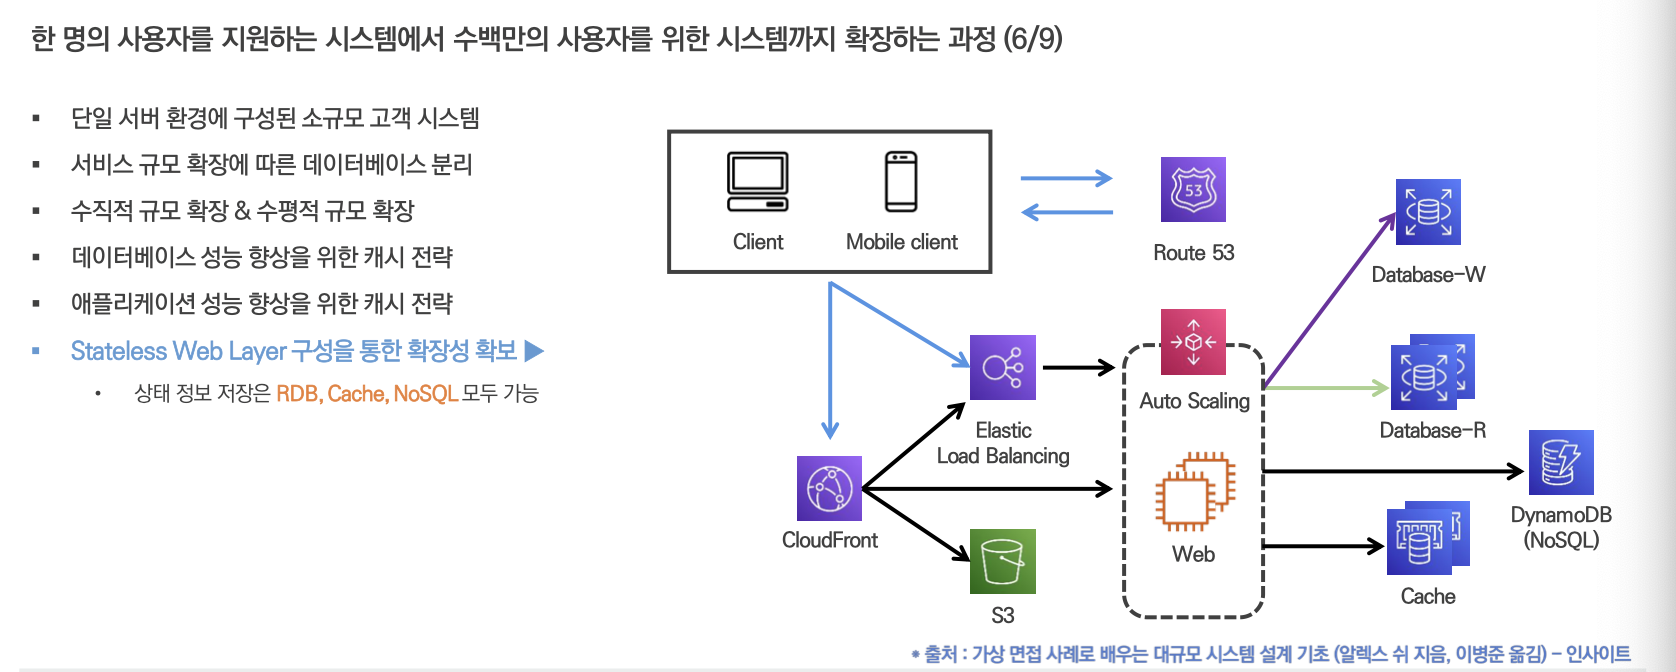 한 명의 사용자를 지원하는 시스템에서 수백만의 사용자를 위한 시스템까지 확장하는 과정 (6/9)
▪ 단일 서버 환경에 구성된 소규모 고객 시스템
▪ 서비스 규모 확장에 따른 데이터베이스 분리
▪ 수직적 규모 확장 & 수평적 규모 확장
▪ 데이터베이스 성능 향상을 위한 캐시 전략
▪ 애플리케이션 성능 향상을 위한 캐시 전략
▪ Stateless Web Layer 구성을 통한 확장성 확보 ▶
• 상태 정보 저장은 RDB, Cache, NoSQL 모두 가능
Client
Mobile client
53
Route 53
Database-W
Auto Scaling
Database-R
Elastic
Load Balancing
CloudFront
Web
DynamoDB
(NoSQL)
Cache
S3
* 출처 : 가상 면접 사례로 배우는 대규모 시스템 설계 기초 (알렉스 쉬 지음, 이병준 옮김) – 인사이트